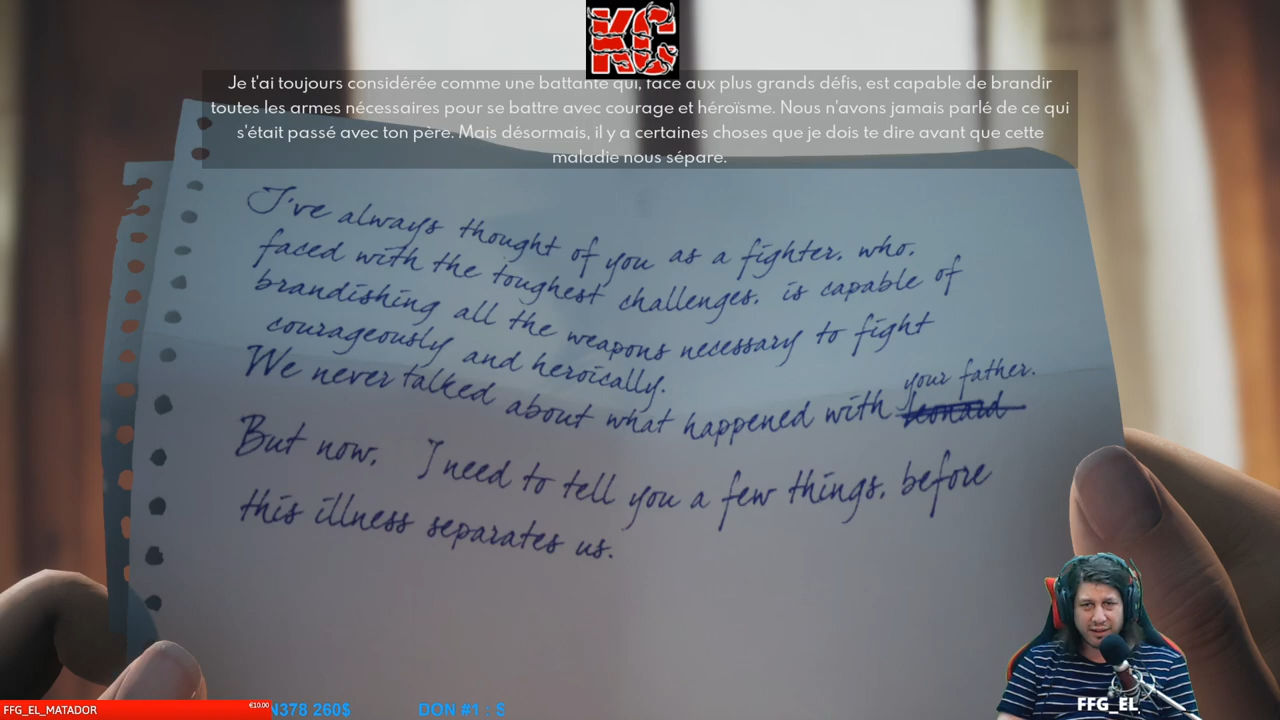 KC
Je t'ai toujours considérée comme une battante qui, face aux plus grands défis, est capable de brandir
toutes les armes nécessaires pour se battre avec courage et héroïsme. Nous n'avons jamais parlé de ce qui
s'était passé avec ton père. Mais désormais, il y a certaines choses que je dois te dire avant que cette
maladie nous sépare.
I've always thought of you as a fighter, who,
faced with the toughest challenges, is capable of
brandishing all the weapons necessary to fight
courageously and heroically.
We never talked about what happened with leonard your father.
But now, I need to tell you a few things, before
this illness separates us.
FFG_EL_MATADOR
€10.00
N378 260$
DON #1 : S
FFG_EL